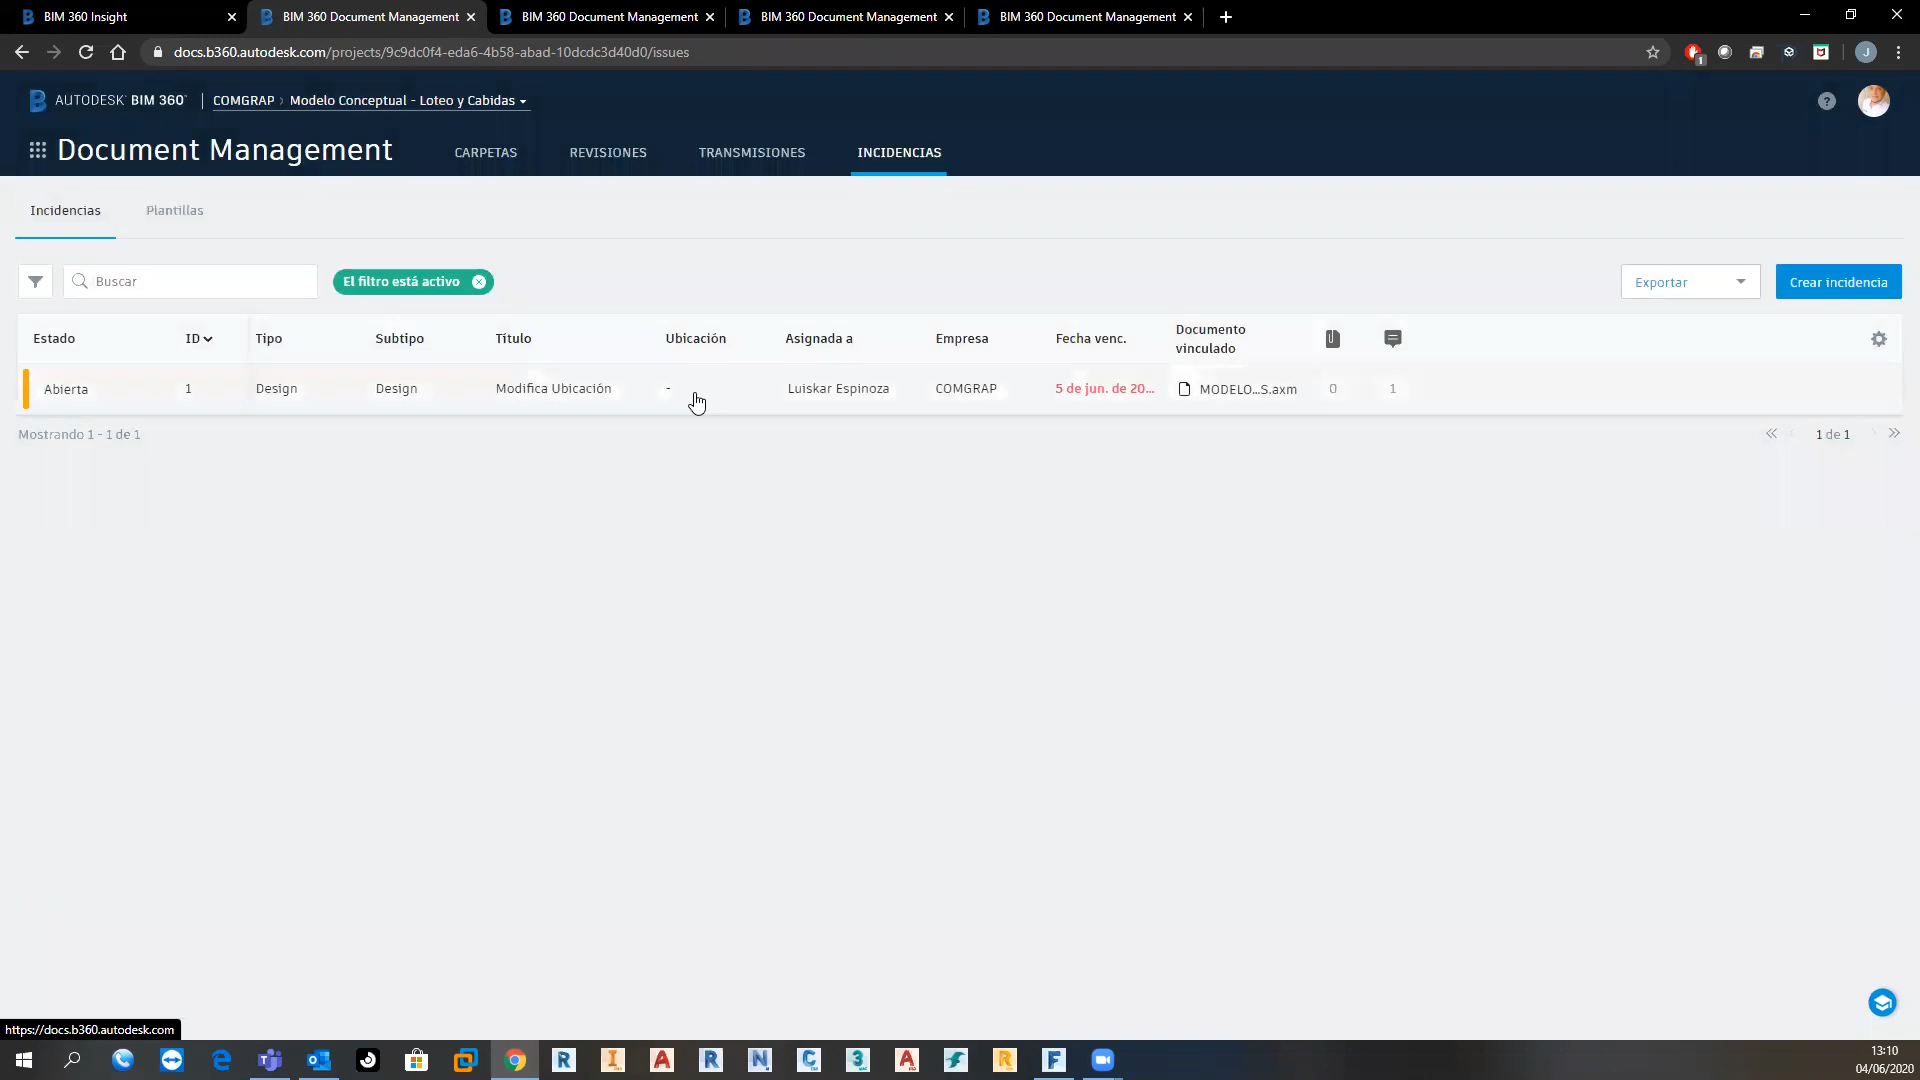 BIM 360 Insight
BIM 360 Document Management
BIM 360 Document Management
BIM 360 Document Management
BIM 360 Document Management
docs.b360.autodesk.com/projects/9c9dc0f4-eda6-4b58-abad-10dcdc3d40d0/issues
1
J
AUTODESK BIM 360™
COMGRAP
Modelo Conceptual - Loteo y Cabidas
?
Document Management
CARPETAS
REVISIONES
TRANSMISIONES
INCIDENCIAS
Incidencias
Plantillas
Buscar
El filtro está activo
Exportar
Crear incidencia
Estado
ID
Tipo
Subtipo
Título
Ubicación
Asignada a
Empresa
Fecha venc.
Documento
vinculado
Abierta
1
Design
Design
Modifica Ubicación
-
Luiskar Espinoza
COMGRAP
5 de jun. de 20...
MODELO...S.axm
0
1
Mostrando 1 - 1 de 1
1 de 1
https://docs.b360.autodesk.com
R
I
A
R
N
C
3
A
R
F
13:10
04/06/2020